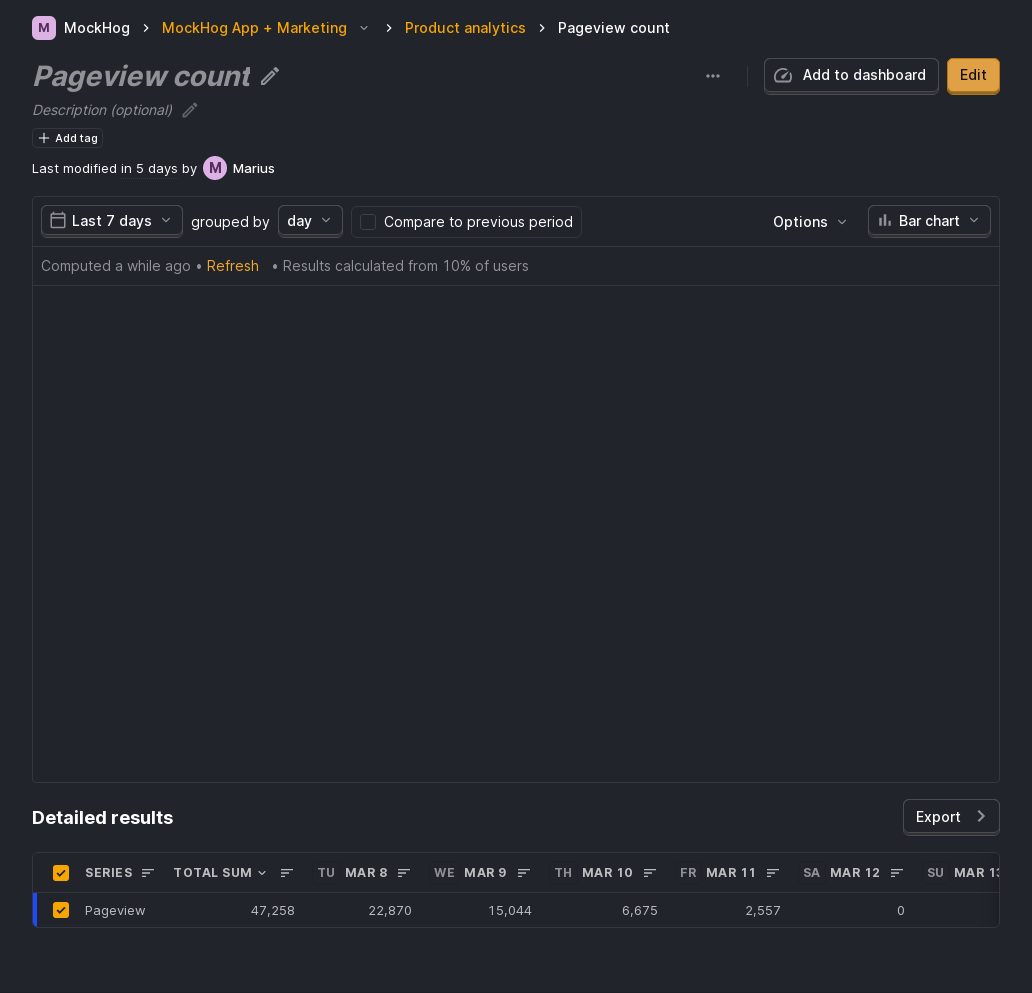 M MockHog MockHog App + Marketing Product analytics Pageview count
Pageview count
Add to dashboard Edit
Description (optional)
Add tag
Last modified in 5 days by M Marius
Last 7 days grouped by day Compare to previous period Options Bar chart
Computed a while ago • Refresh • Results calculated from 10% of users
Detailed results Export
SERIES TOTAL SUM TU MAR 8 WE MAR 9 TH MAR 10 FR MAR 11 SA MAR 12 SU MAR 13
Pageview 47,258 22,870 15,044 6,675 2,557 0